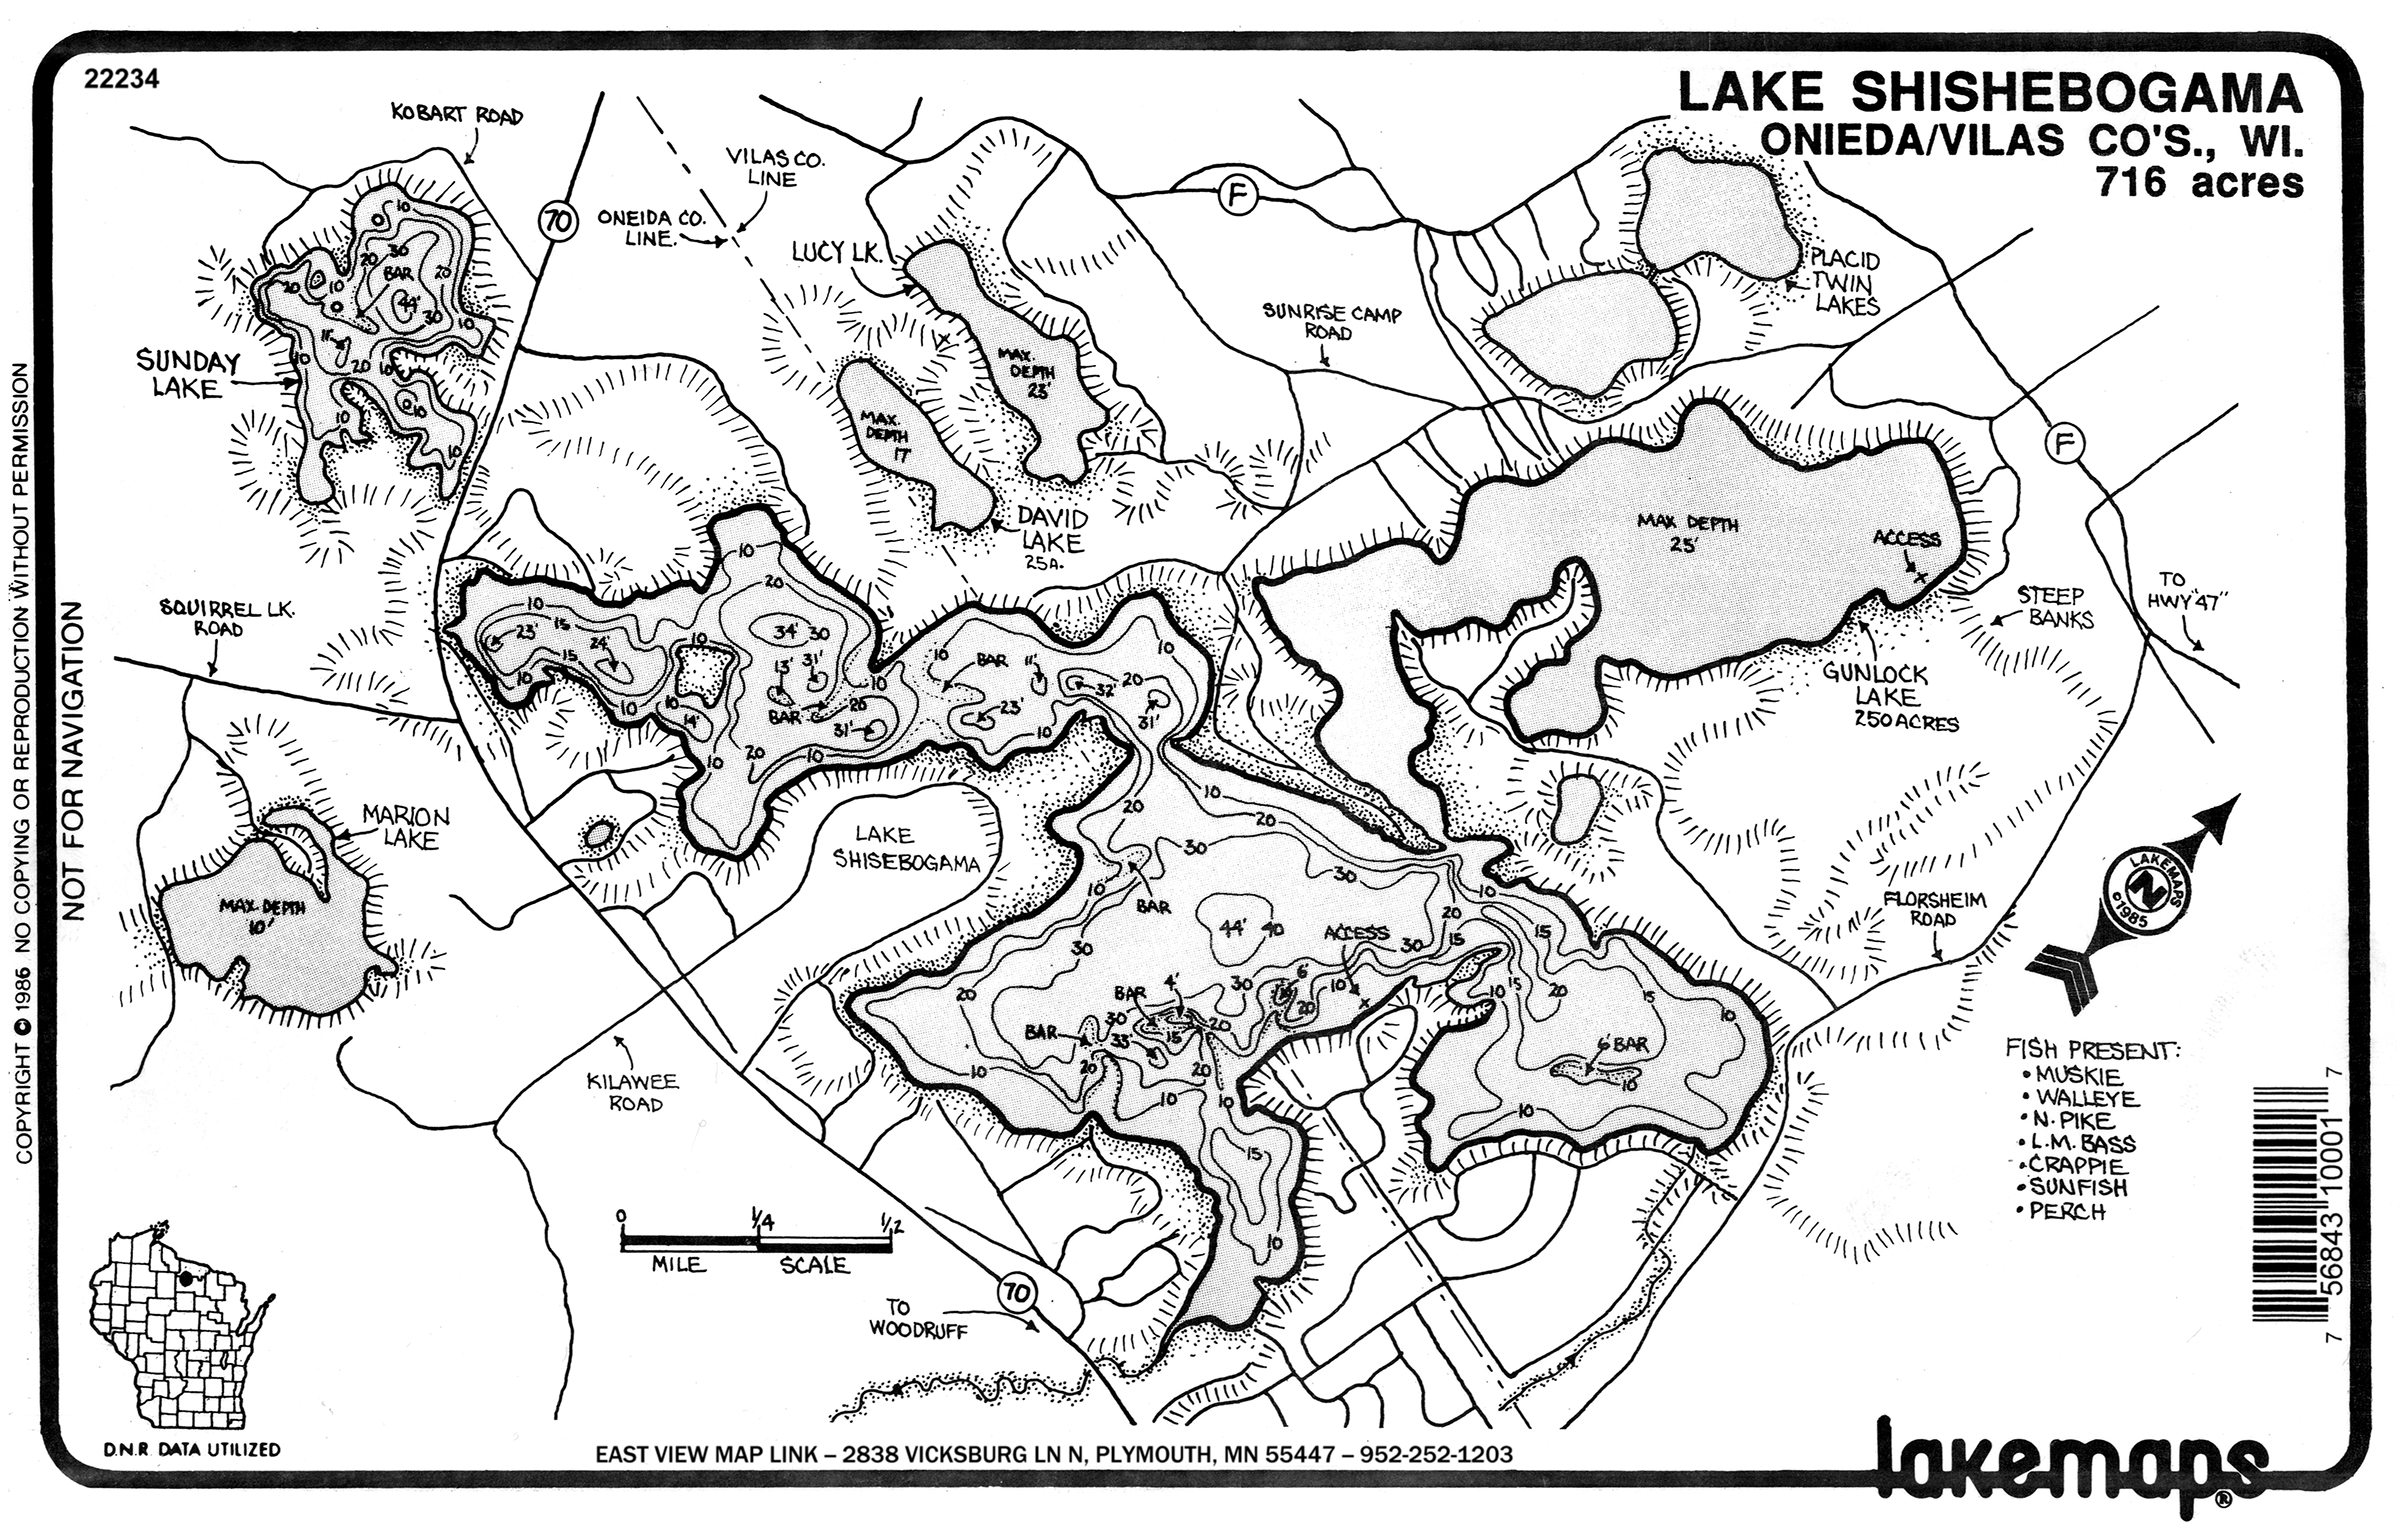 22234
LAKE SHISHEBOGAMA
ONIEDA/VILAS CO'S., WI.
716 acres
KOBART ROAD
70
VILAS CO.
LINE
ONEIDA CO.
LINE.
F
LUCY LK.
PLACID
TWIN
LAKES
SUNRISE CAMP
ROAD
10
20
30
BAR
20
20
10
44'
30
10
11'
10
20
10
10
10
10
SUNDAY
LAKE
MAX.
DEPTH
23'
MAX.
DEPTH
17'
F
DAVID
LAKE
25A.
MAX DEPTH
25'
ACCESS
STEEP
BANKS
TO
HWY "47"
GUNLOCK
LAKE
250 ACRES
SQUIRREL LK.
ROAD
10
20
10
23'
15
24'
15
10
10
10
34'
30
13'
31'
10
BAR
20
31'
10
14'
10
20
10
10
BAR
11'
23'
10
32'
20
10
31'
MARION
LAKE
MAX. DEPTH
10'
LAKE
SHISEBOGAMA
20
10
20
30
30
10
BAR
10
20
44'
40
ACCESS
30
15
15
30
20
BAR
4'
30
6'
10
20
10
15
20
15
10
BAR
30
33'
15
20
20
20
10
10
10
6' BAR
10
10
15
10
FLORSHEIM
ROAD
LAKEMAPS
N
©1985
KILAWEE
ROAD
FISH PRESENT:
• MUSKIE
• WALLEYE
• N. PIKE
• L.M. BASS
• CRAPPIE
• SUNFISH
• PERCH
0
1/4
1/2
MILE
SCALE
70
TO
WOODRUFF
D.N.R. DATA UTILIZED
EAST VIEW MAP LINK – 2838 VICKSBURG LN N, PLYMOUTH, MN 55447 – 952-252-1203
lakemaps®
7 56843 10001 7
NOT FOR NAVIGATION
COPYRIGHT © 1986 NO COPYING OR REPRODUCTION WITHOUT PERMISSION